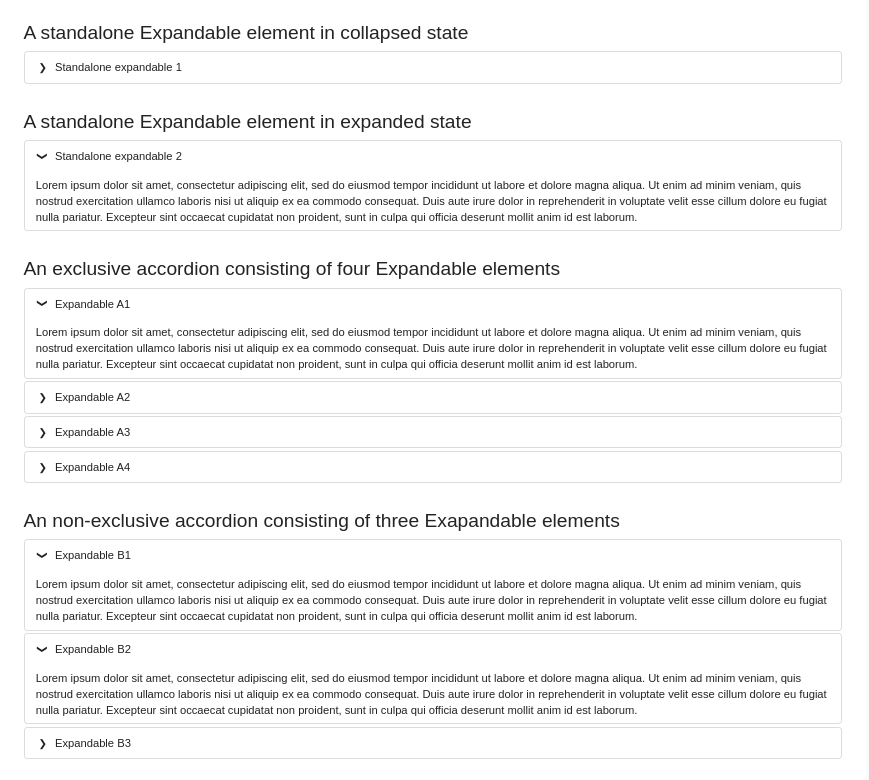 A standalone Expandable element in collapsed state
Standalone expandable 1
A standalone Expandable element in expanded state
Standalone expandable 2
Lorem ipsum dolor sit amet, consectetur adipiscing elit, sed do eiusmod tempor incididunt ut labore et dolore magna aliqua. Ut enim ad minim veniam, quis
nostrud exercitation ullamco laboris nisi ut aliquip ex ea commodo consequat. Duis aute irure dolor in reprehenderit in voluptate velit esse cillum dolore eu fugiat
nulla pariatur. Excepteur sint occaecat cupidatat non proident, sunt in culpa qui officia deserunt mollit anim id est laborum.
An exclusive accordion consisting of four Expandable elements
Expandable A1
Lorem ipsum dolor sit amet, consectetur adipiscing elit, sed do eiusmod tempor incididunt ut labore et dolore magna aliqua. Ut enim ad minim veniam, quis
nostrud exercitation ullamco laboris nisi ut aliquip ex ea commodo consequat. Duis aute irure dolor in reprehenderit in voluptate velit esse cillum dolore eu fugiat
nulla pariatur. Excepteur sint occaecat cupidatat non proident, sunt in culpa qui officia deserunt mollit anim id est laborum.
Expandable A2
Expandable A3
Expandable A4
An non-exclusive accordion consisting of three Exapandable elements
Expandable B1
Lorem ipsum dolor sit amet, consectetur adipiscing elit, sed do eiusmod tempor incididunt ut labore et dolore magna aliqua. Ut enim ad minim veniam, quis
nostrud exercitation ullamco laboris nisi ut aliquip ex ea commodo consequat. Duis aute irure dolor in reprehenderit in voluptate velit esse cillum dolore eu fugiat
nulla pariatur. Excepteur sint occaecat cupidatat non proident, sunt in culpa qui officia deserunt mollit anim id est laborum.
Expandable B2
Lorem ipsum dolor sit amet, consectetur adipiscing elit, sed do eiusmod tempor incididunt ut labore et dolore magna aliqua. Ut enim ad minim veniam, quis
nostrud exercitation ullamco laboris nisi ut aliquip ex ea commodo consequat. Duis aute irure dolor in reprehenderit in voluptate velit esse cillum dolore eu fugiat
nulla pariatur. Excepteur sint occaecat cupidatat non proident, sunt in culpa qui officia deserunt mollit anim id est laborum.
Expandable B3